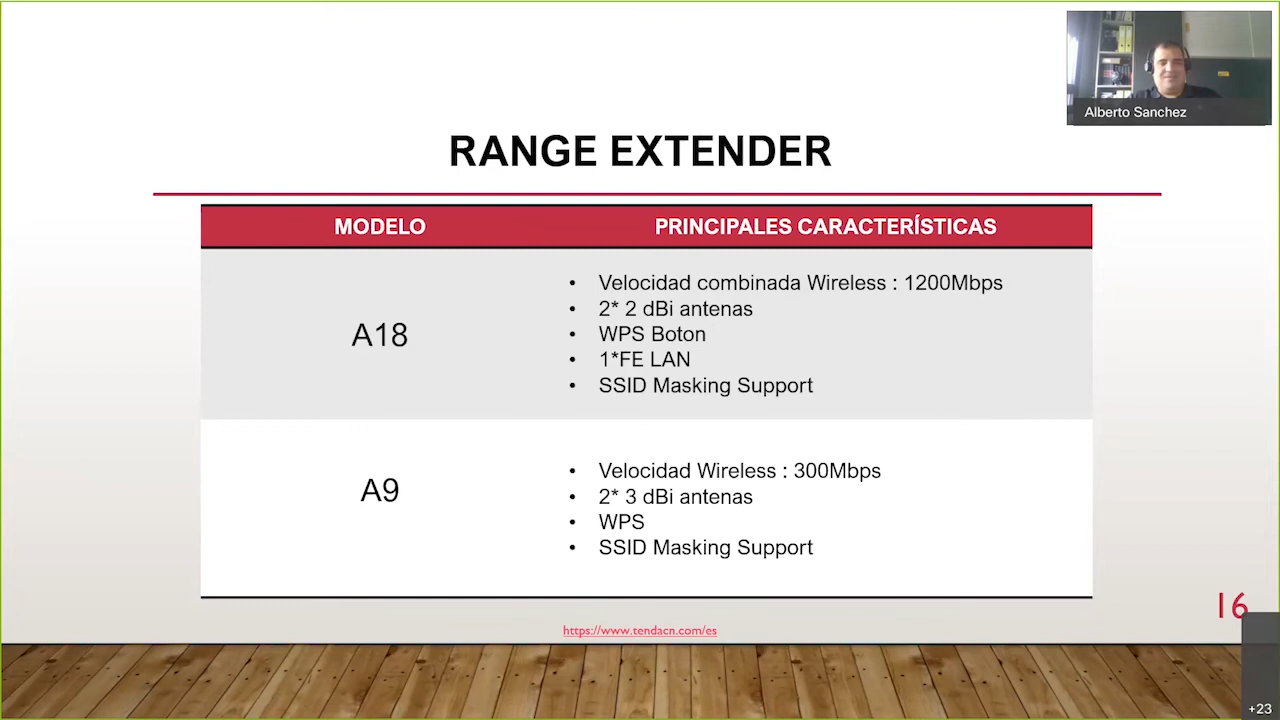 Alberto Sanchez
RANGE EXTENDER
MODELO
PRINCIPALES CARACTERÍSTICAS
A18
• Velocidad combinada Wireless : 1200Mbps
• 2* 2 dBi antenas
• WPS Boton
• 1*FE LAN
• SSID Masking Support
A9
• Velocidad Wireless : 300Mbps
• 2* 3 dBi antenas
• WPS
• SSID Masking Support
16
https://www.tendacn.com/es
+23